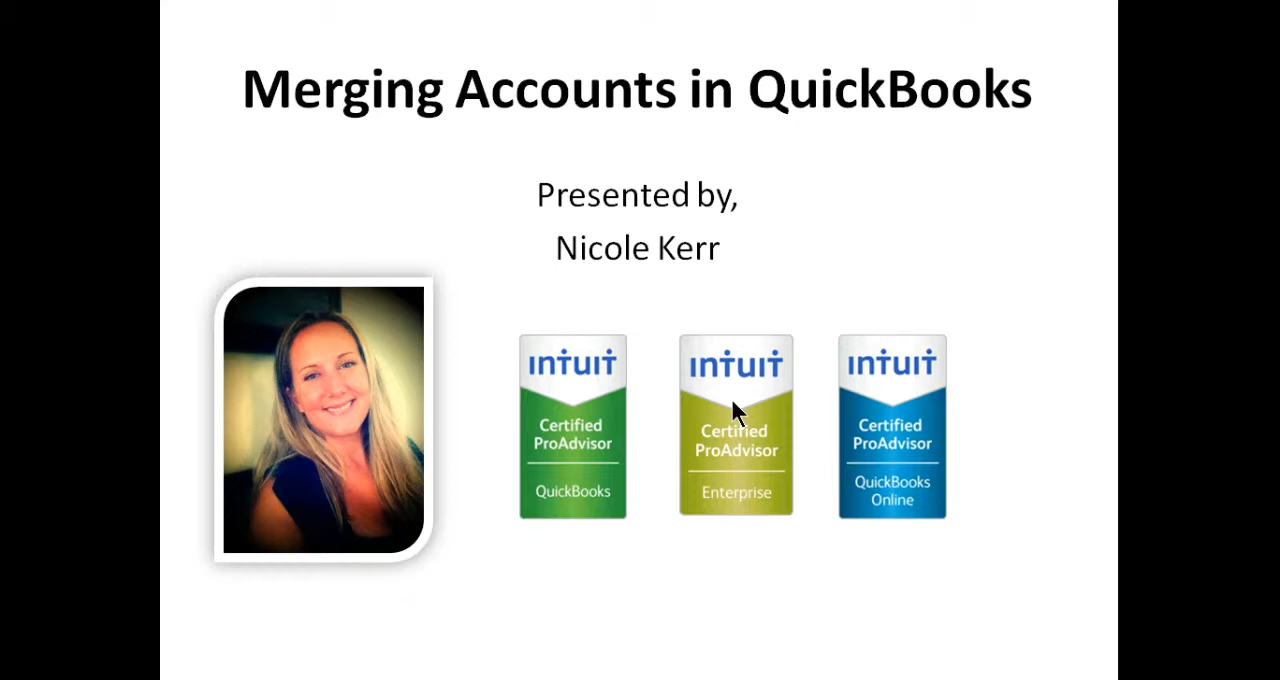 Merging Accounts in QuickBooks
Presented by,
Nicole Kerr
intuit
Certified
ProAdvisor
QuickBooks
intuit
Certified
ProAdvisor
Enterprise
intuit
Certified
ProAdvisor
QuickBooks
Online